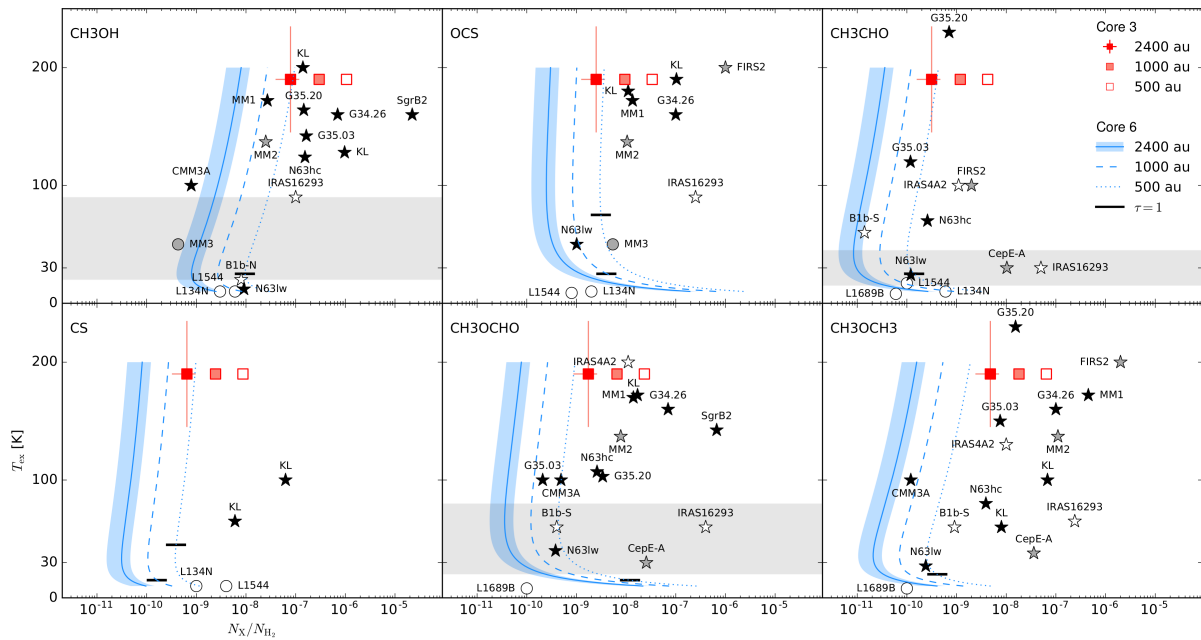 CH3OH
KL
MM1
G35.20
G34.26
SgrB2
G35.03
MM2
KL
N63hc
CMM3A
IRAS16293
MM3
B1b-N
L1544
L134N
N63lw
200
100
30
0
OCS
KL
FIRS2
KL
MM1
G34.26
MM2
IRAS16293
N63lw
MM3
L1544
L134N
CH3CHO
G35.20
G35.03
IRAS4A2
FIRS2
B1b-S
N63hc
N63lw
CepE-A
IRAS16293
L1544
L1689B
L134N
Core 3
2400 au
1000 au
500 au
Core 6
2400 au
1000 au
500 au
τ=1
CS
KL
KL
L134N
L1544
200
100
30
0
T_ex [K]
10^-11 10^-10 10^-9 10^-8 10^-7 10^-6 10^-5
N_X/N_H2
CH3OCHO
IRAS4A2
KL
MM1
G34.26
SgrB2
MM2
N63hc
G35.03
G35.20
CMM3A
B1b-S
IRAS16293
N63lw
CepE-A
L1689B
10^-11 10^-10 10^-9 10^-8 10^-7 10^-6 10^-5
CH3OCH3
G35.20
FIRS2
G34.26
MM1
G35.03
IRAS4A2
MM2
CMM3A
KL
N63hc
B1b-S
KL
IRAS16293
CepE-A
N63lw
L1689B
10^-11 10^-10 10^-9 10^-8 10^-7 10^-6 10^-5